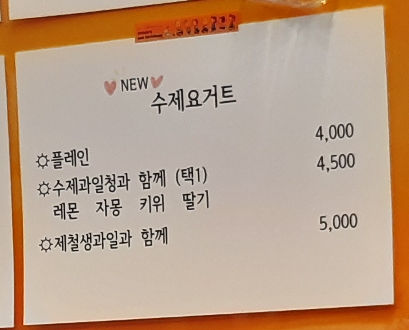 NEW
수제요거트
4,000
☼플레인
4,500
☼수제과일청과 함께 (택1)
레몬 자몽 키위 딸기
5,000
☼제철생과일과 함께